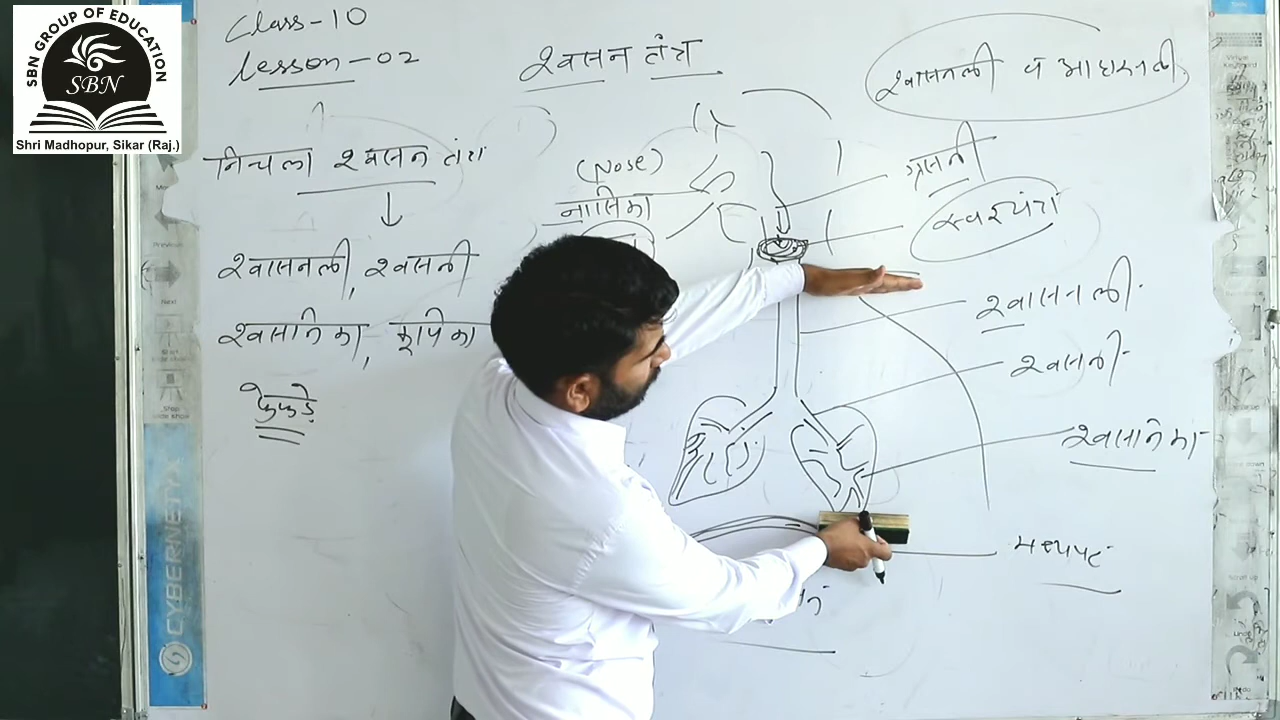 SBN GROUP OF EDUCATION
SBN
Shri Madhopur, Sikar (Raj.)
Class-10
Lesson-02
श्वासन तंत्र
श्वासनली व आहारनली
निचला श्वासन तंत्र
श्वासनली, श्वसनी
श्वसनिका, कूपिका
फेफड़े
(Nose)
नासिका
ग्रसनी
स्वरयंत्र
श्वासनली
श्वसनी
श्वसनिका
मध्यपट
CYBERNETYX